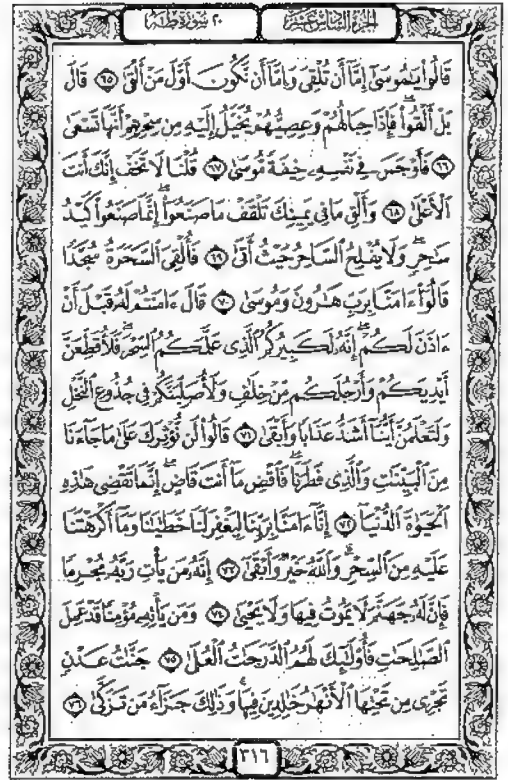 الجزء السادس عشر
٢٠ سورة طه
قَالُوا۟ يَـٰمُوسَىٰٓ إِمَّآ أَن تُلْقِىَ وَإِمَّآ أَن نَّكُونَ أَوَّلَ مَنْ أَلْقَىٰ ٦٥ قَالَ
بَلْ أَلْقُوا۟ فَإِذَا حِبَالُهُمْ وَعِصِيُّهُمْ يُخَيَّلُ إِلَيْهِ مِن سِحْرِهِمْ أَنَّهَا تَسْعَىٰ
٦٦ فَأَوْجَسَ فِى نَفْسِهِۦ خِيفَةً مُّوسَىٰ ٦٧ قُلْنَا لَا تَخَفْ إِنَّكَ أَنتَ
ٱلْأَعْلَىٰ ٦٨ وَأَلْقِ مَا فِى يَمِينِكَ تَلْقَفْ مَا صَنَعُوٓا۟ إِنَّمَا صَنَعُوا۟ كَيْدُ
سَـٰحِرٍ وَلَا يُفْلِحُ ٱلسَّاحِرُ حَيْثُ أَتَىٰ ٦٩ فَأُلْقِىَ ٱلسَّحَرَةُ سُجَّدًا
قَالُوٓا۟ ءَامَنَّا بِرَبِّ هَـٰرُونَ وَمُوسَىٰ ٧٠ قَالَ ءَامَنتُمْ لَهُۥ قَبْلَ أَنْ
ءَاذَنَ لَكُمْ إِنَّهُۥ لَكَبِيرُكُمُ ٱلَّذِى عَلَّمَكُمُ ٱلسِّحْرَ فَلَأُقَطِّعَنَّ
أَيْدِيَكُمْ وَأَرْجُلَكُم مِّنْ خِلَـٰفٍ وَلَأُصَلِّبَنَّكُمْ فِى جُذُوعِ ٱلنَّخْلِ
وَلَتَعْلَمُنَّ أَيُّنَآ أَشَدُّ عَذَابًا وَأَبْقَىٰ ٧١ قَالُوا۟ لَن نُّؤْثِرَكَ عَلَىٰ مَا جَآءَنَا
مِنَ ٱلْبَيِّنَـٰتِ وَٱلَّذِى فَطَرَنَا فَٱقْضِ مَآ أَنتَ قَاضٍ إِنَّمَا تَقْضِى هَـٰذِهِ
ٱلْحَيَوٰةَ ٱلدُّنْيَآ ٧٢ إِنَّآ ءَامَنَّا بِرَبِّنَا لِيَغْفِرَ لَنَا خَطَـٰيَـٰنَا وَمَآ أَكْرَهْتَنَا
عَلَيْهِ مِنَ ٱلسِّحْرِ وَٱللَّهُ خَيْرٌ وَأَبْقَىٰٓ ٧٣ إِنَّهُۥ مَن يَأْتِ رَبَّهُۥ مُجْرِمًا
فَإِنَّ لَهُۥ جَهَنَّمَ لَا يَمُوتُ فِيهَا وَلَا يَحْيَىٰ ٧٤ وَمَن يَأْتِهِۦ مُؤْمِنًا قَدْ عَمِلَ
ٱلصَّـٰلِحَـٰتِ فَأُو۟لَـٰٓئِكَ لَهُمُ ٱلدَّرَجَـٰتُ ٱلْعُلَىٰ ٧٥ جَنَّـٰتُ عَدْنٍ
تَجْرِى مِن تَحْتِهَا ٱلْأَنْهَـٰرُ خَـٰلِدِينَ فِيهَا وَذَٰلِكَ جَزَآءُ مَن تَزَكَّىٰ ٧٦
٣١٦